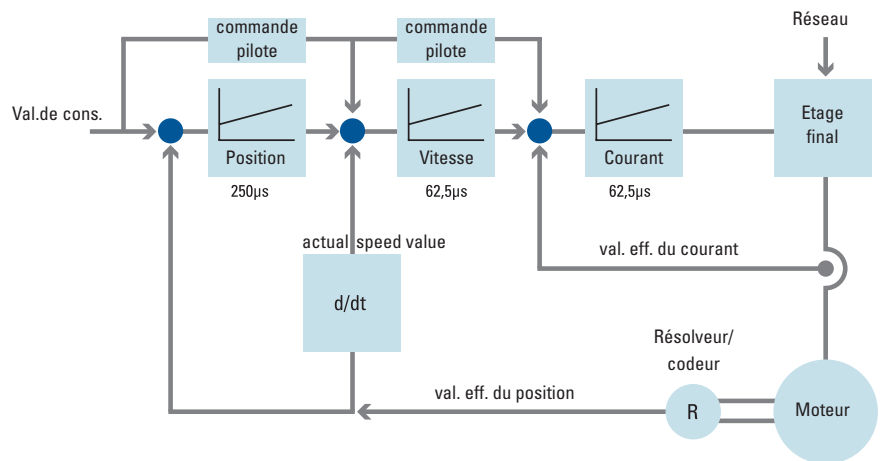 commande
pilote
commande
pilote
Réseau
Val.de cons.
Position
Vitesse
Courant
Etage
final
250µs
62,5µs
62,5µs
actual speed value
val. eff. du courant
d/dt
Résolveur/
codeur
val. eff. du position
R
Moteur